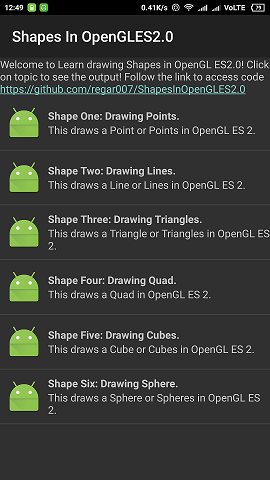 12:49 0.41K/s VoLTE 79
Shapes In OpenGLES2.0
Welcome to Learn drawing Shapes in OpenGL ES2.0! Click
on topic to see the output! Follow the link to access code
https://github.com/regar007/ShapesInOpenGLES2.0
Shape One: Drawing Points.
This draws a Point or Points in OpenGL ES 2.
Shape Two: Drawing Lines.
This draws a Line or Lines in OpenGL ES 2.
Shape Three: Drawing Triangles.
This draws a Triangle or Triangles in OpenGL ES
2.
Shape Four: Drawing Quad.
This draws a Quad in OpenGL ES 2.
Shape Five: Drawing Cubes.
This draws a Cube or Cubes in OpenGL ES 2.
Shape Six: Drawing Sphere.
This draws a Sphere or Spheres in OpenGL ES
2.